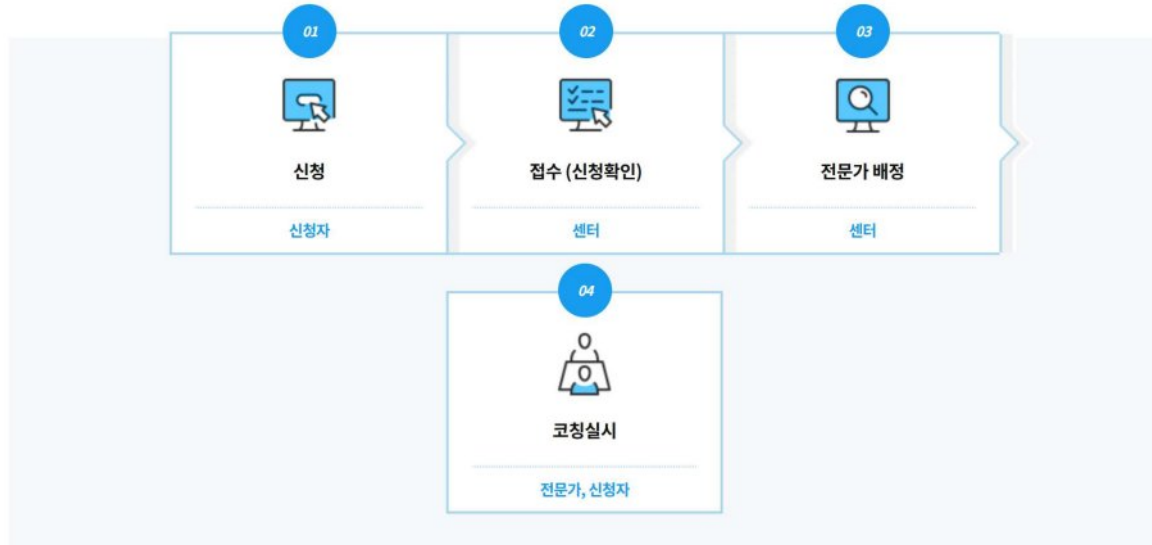 01
02
03
신청
접수 (신청확인)
전문가 배정
신청자
센터
센터
04
코칭실시
전문가, 신청자